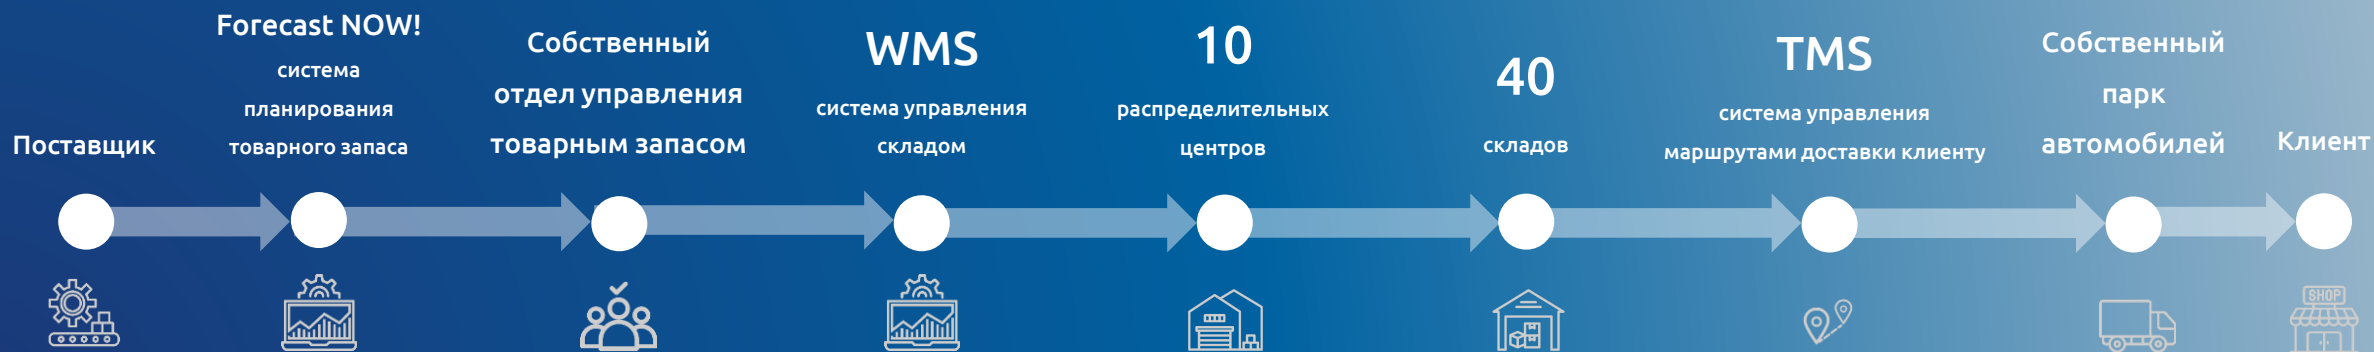 Поставщик
Forecast NOW!
система
планирования
товарного запаса
Собственный
отдел управления
товарным запасом
WMS
система управления
складом
10
распределительных
центров
40
складов
TMS
система управления
маршрутами доставки клиенту
Собственный
парк
автомобилей
Клиент
SHOP